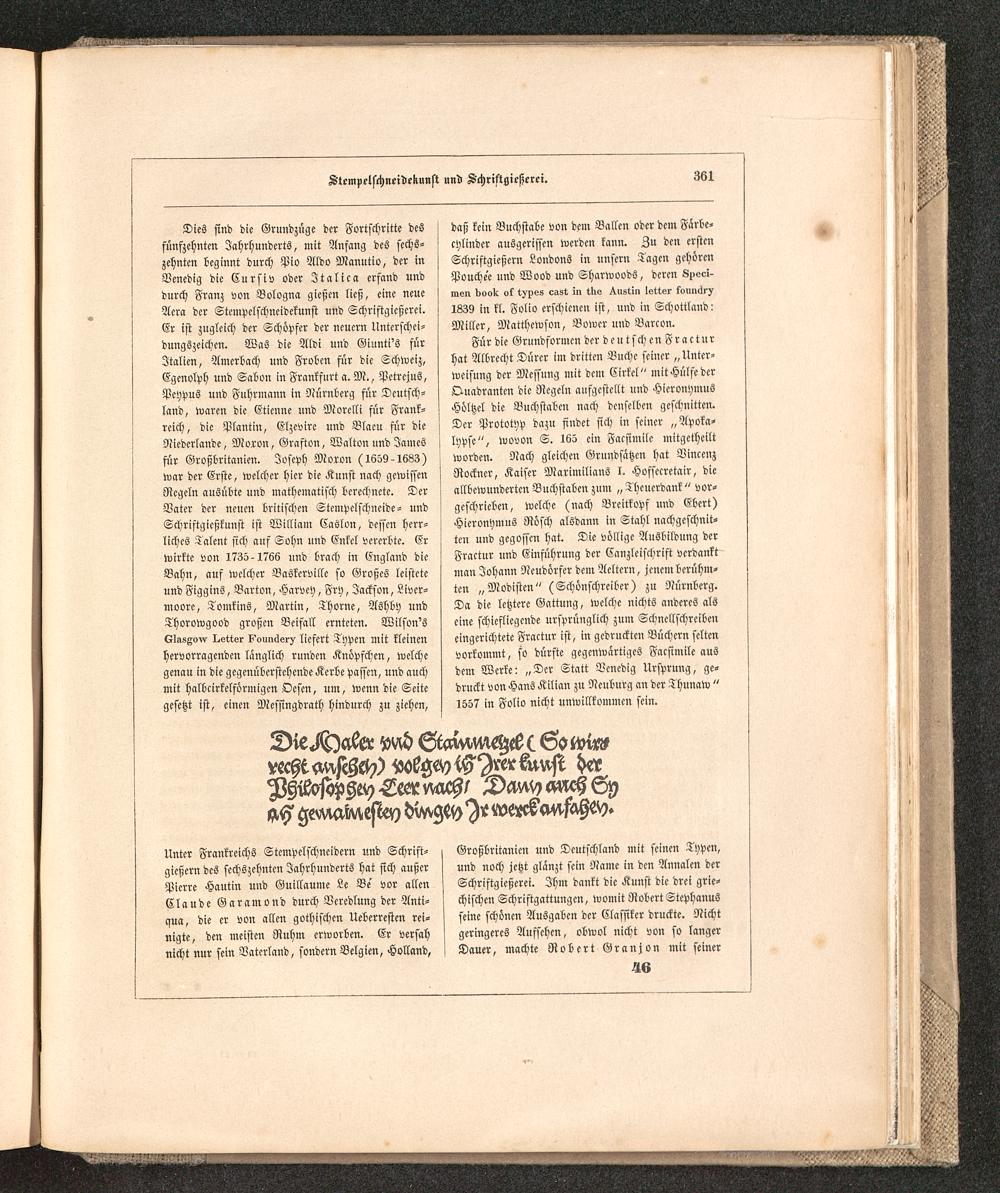 Stempelschneidekunst und Schriftgießerei.
361
Dies sind die Grundzüge der Fortschritte des
fünfzehnten Jahrhunderts, mit Anfang des sechs-
zehnten beginnt durch Pio Aldo Manutio, der in
Venedig die Cursiv oder Italica erfand und
durch Franz von Bologna gießen ließ, eine neue
Aera der Stempelschneidekunst und Schriftgießerei.
Er ist zugleich der Schöpfer der neuern Unterschei-
dungszeichen. Was die Aldi und Giunti's für
Italien, Amerbach und Froben für die Schweiz,
Egenolph und Sabon in Frankfurt a. M., Petrejus,
Peypus und Fuhrmann in Nürnberg für Deutsch-
land, waren die Etienne und Morelli für Frank-
reich, die Plantin, Elzevire und Blaeu für die
Niederlande, Moron, Grafton, Walton und James
für Großbritanien. Joseph Moxon (1659-1683)
war der Erste, welcher hier die Kunst nach gewissen
Regeln ausübte und mathematisch berechnete. Der
Vater der neuen britischen Stempelschneide- und
Schriftgießkunst ist William Caslon, dessen herr-
liches Talent sich auf Sohn und Enkel vererbte. Er
wirkte von 1735-1766 und brach in England die
Bahn, auf welcher Baskerville so Großes leistete
und Figgins, Barton, Harvey, Fry, Jackson, Liver-
moore, Tomkins, Martin, Thorne, Ashby und
Thorowgood großen Beifall ernteten. Wilson's
Glasgow Letter Foundery liefert Typen mit kleinen
hervorragenden länglich runden Knöpfchen, welche
genau in die gegenüberstehende Kerbe passen, und auch
mit halbcirkelförmigen Oesen, um, wenn die Seite
gesetzt ist, einen Messingdrath hindurch zu ziehen,
daß kein Buchstabe von dem Ballen oder dem Färbe-
cylinder ausgerissen werden kann. Zu den ersten
Schriftgießern Londons in unsern Tagen gehören
Pouchée und Wood und Sharwoods, deren Speci-
men book of types cast in the Austin letter foundry
1839 in kl. Folio erschienen ist, und in Schottland:
Miller, Matthewson, Bower und Barcon.
Für die Grundformen der deutschen Fractur
hat Albrecht Dürer im dritten Buche seiner „Unter-
weisung der Messung mit dem Cirkel“ mit Hülfe der
Quadranten die Regeln aufgestellt und Hieronymus
Höltzel die Buchstaben nach denselben geschnitten.
Der Prototyp dazu findet sich in seiner „Apoka-
lypse“, wovon S. 165 ein Facsimile mitgetheilt
worden. Nach gleichen Grundsätzen hat Vincenz
Rockner, Kaiser Maximilians I. Hofsecretair, die
allbewunderten Buchstaben zum „Theuerdank“ vor-
geschrieben, welche (nach Breitkopf und Ebert)
Hieronymus Rösch alsdann in Stahl nachgeschnit-
ten und gegossen hat. Die völlige Ausbildung der
Fractur und Einführung der Canzleischrift verdankt
man Johann Neudörfer dem Aeltern, jenem berühm-
ten „Modisten“ (Schönschreiber) zu Nürnberg.
Da die letztere Gattung, welche nichts anderes als
eine schiefliegende ursprünglich zum Schnellschreiben
eingerichtete Fractur ist, in gedruckten Büchern selten
vorkommt, so dürfte gegenwärtiges Facsimile aus
dem Werke: „Der Statt Venedig Ursprung, ge-
druckt von Hans Kilian zu Neuburg an der Thunaw“
1557 in Folio nicht unwillkommen sein.
Die Maler vnd Stainmetzel ( So wirs
recht ansehen) volgen in Irer kunst der
Philosophen Leer nach/ Dann auch Sy
an gemainesten dingen Ir werck anfahen.
Unter Frankreichs Stempelschneidern und Schrift-
gießern des sechszehnten Jahrhunderts hat sich außer
Pierre Hautin und Guillaume Le Bé vor allen
Claude Garamond durch Veredlung der Anti-
qua, die er von allen gothischen Ueberresten rei-
nigte, den meisten Ruhm erworben. Er versah
nicht nur sein Vaterland, sondern Belgien, Holland,
Großbritanien und Deutschland mit seinen Typen,
und noch jetzt glänzt sein Name in den Annalen der
Schriftgießerei. Ihm dankt die Kunst die drei grie-
chischen Schriftgattungen, womit Robert Stephanus
seine schönen Ausgaben der Classiker druckte. Nicht
geringeres Aufsehen, obwol nicht von so langer
Dauer, machte Robert Granjon mit seiner
46